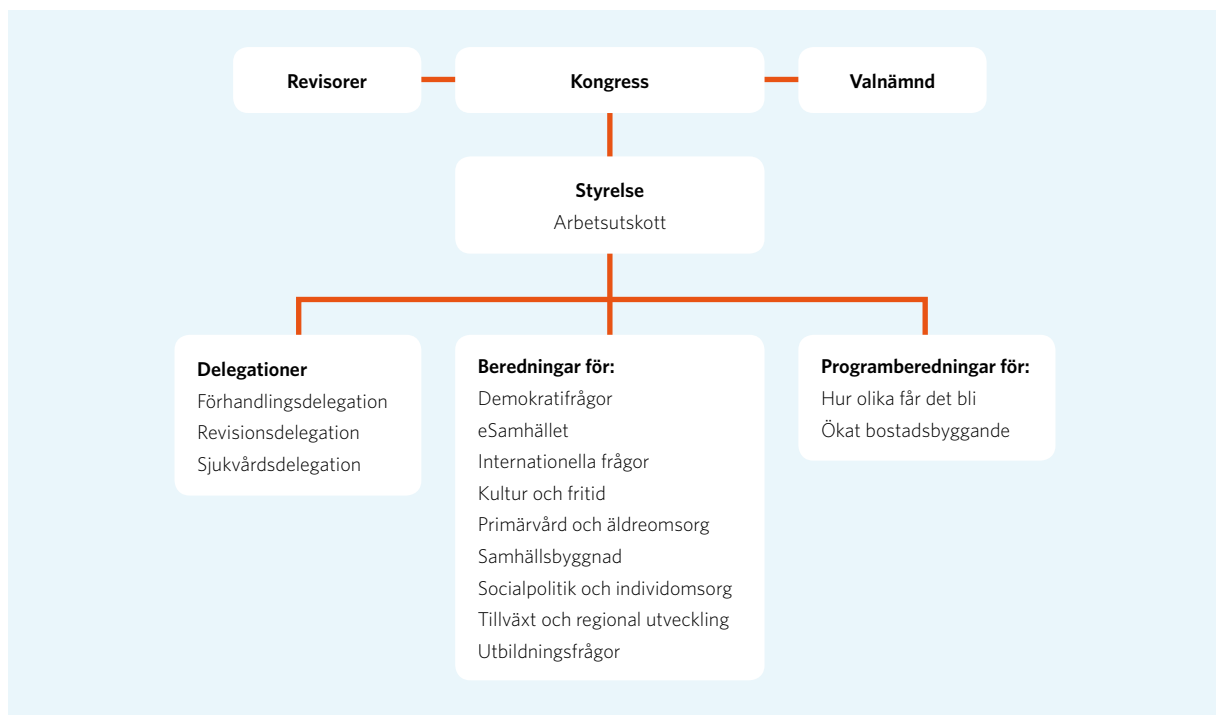 Revisorer
Kongress
Valnämnd
Styrelse
Arbetsutskott
Delegationer
Förhandlingsdelegation
Revisionsdelegation
Sjukvårdsdelegation
Beredningar för:
Demokratifrågor
eSamhället
Internationella frågor
Kultur och fritid
Primärvård och äldreomsorg
Samhällsbyggnad
Socialpolitik och individomsorg
Tillväxt och regional utveckling
Utbildningsfrågor
Programberedningar för:
Hur olika får det bli
Ökat bostadsbyggande